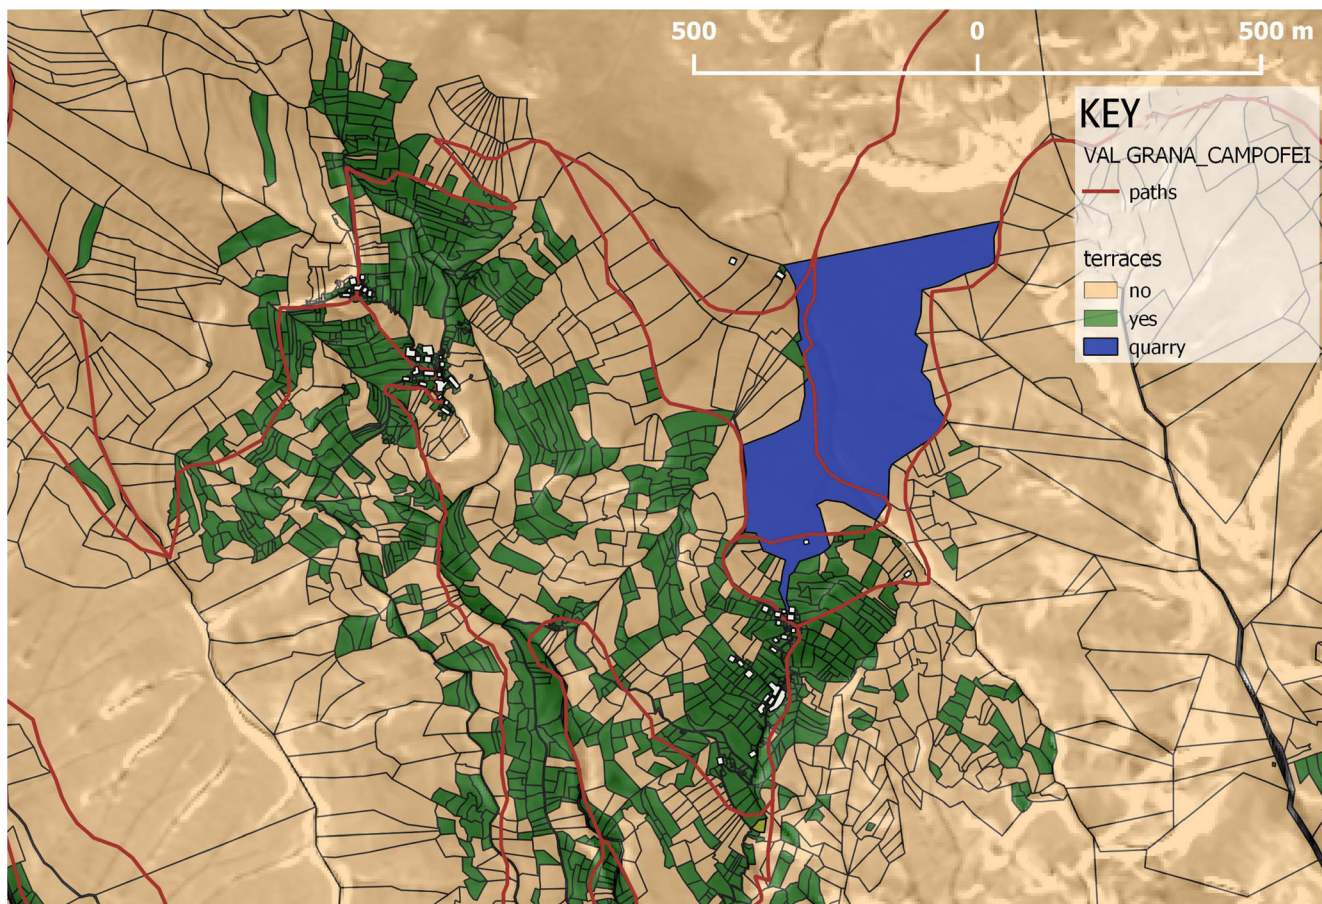 500 0 500 m
KEY
VAL GRANA_CAMPOFEI
paths
terraces
no
yes
quarry